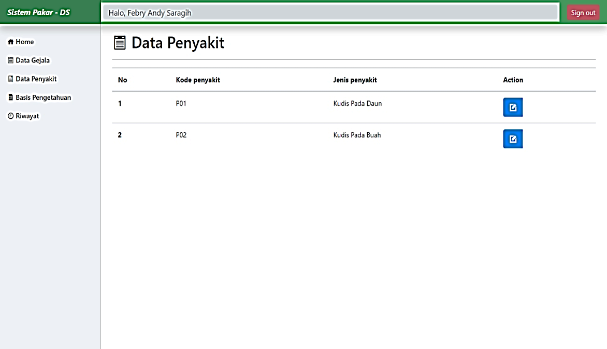 Sistem Pakar - DS
Halo, Febry Andy Saragih
Sign out
Home
Data Gejala
Data Penyakit
Basis Pengetahuan
Riwayat
Data Penyakit
No Kode penyakit Jenis penyakit Action
1 P01 Kudis Pada Daun
2 P02 Kudis Pada Buah